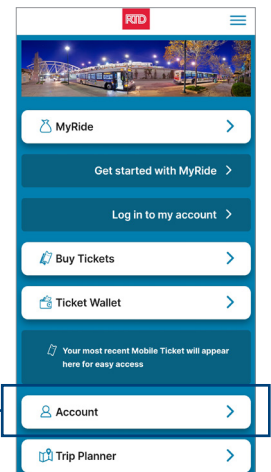 RTD
MyRide
Get started with MyRide
Log in to my account
Buy Tickets
Ticket Wallet
Your most recent Mobile Ticket will appear
here for easy access
Account
Trip Planner